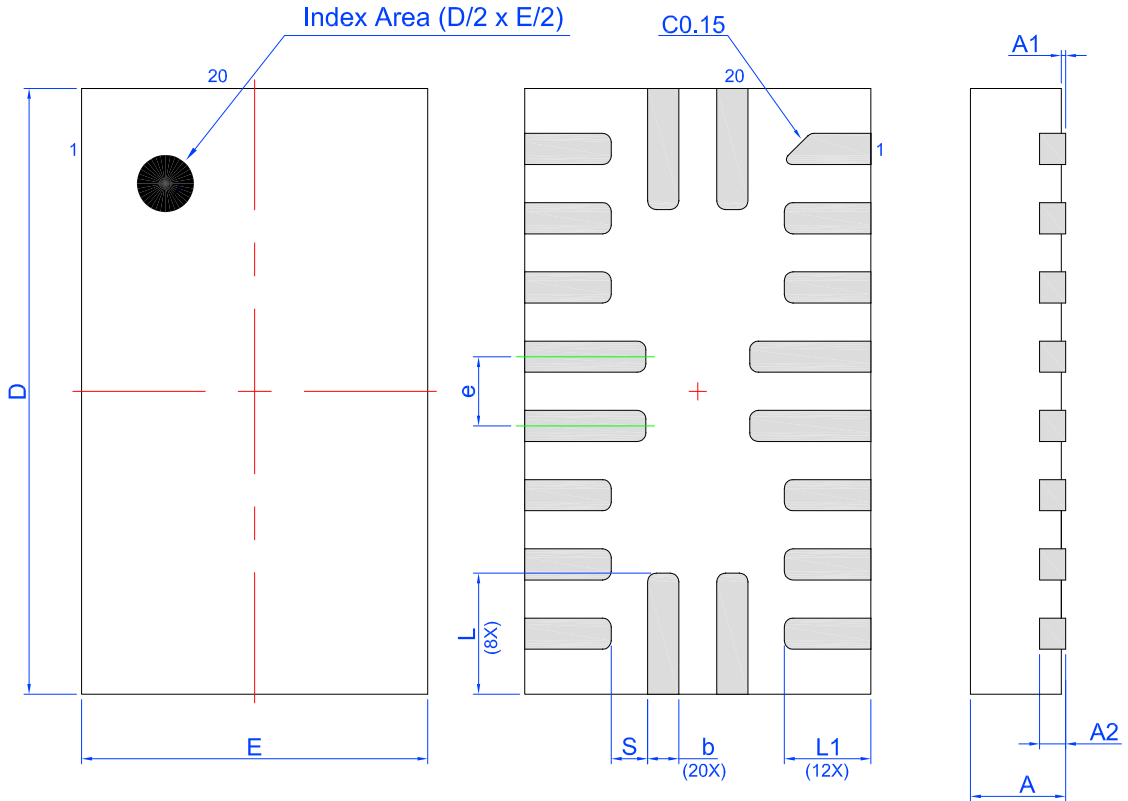 Index Area (D/2 x E/2)
C0.15
A1
20
20
1
1
D
e
L
(8X)
E
S
b
(20X)
L1
(12X)
A2
A